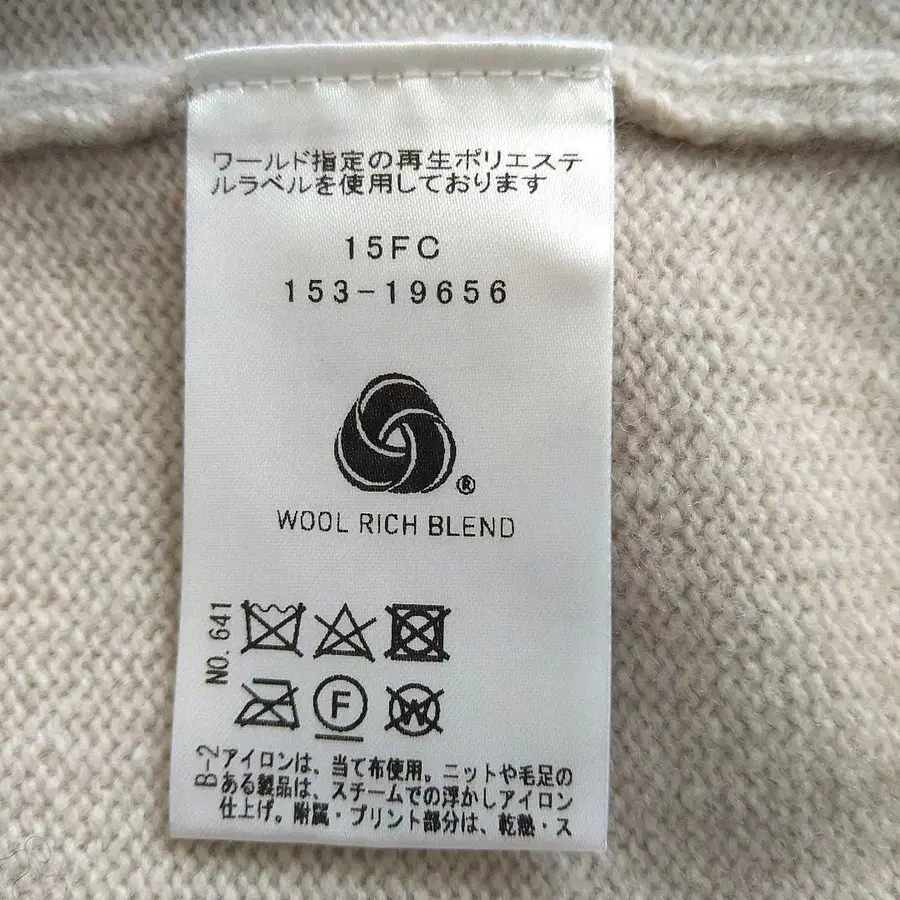 ワールド指定の再生ポリエステ
ルラベルを使用しております
15FC
153-19656
®
WOOL RICH BLEND
NO. 641
F
W
B-2
アイロンは、当て布使用。ニットや毛足の
ある製品は、スチームでの浮かしアイロン
仕上げ。附属・プリント部分は、乾熱・ス